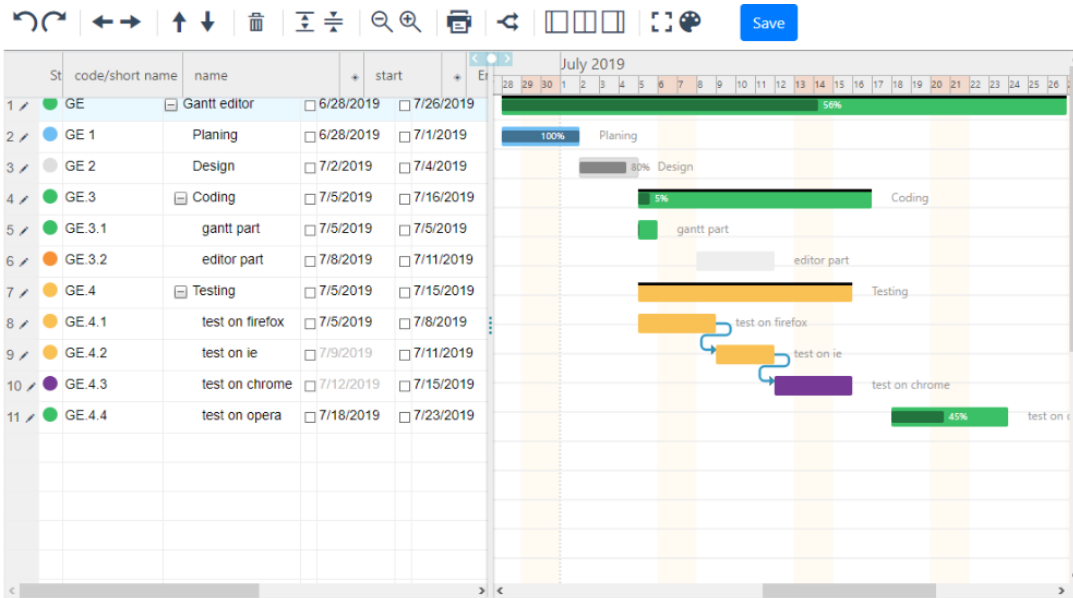 Save
July 2019
St code/short name name start En
28 29 30 1 2 3 4 5 6 7 8 9 10 11 12 13 14 15 16 17 18 19 20 21 22 23 24 25 26
1 GE Gantt editor 6/28/2019 7/26/2019 56%
2 GE 1 Planing 6/28/2019 7/1/2019 100% Planing
3 GE 2 Design 7/2/2019 7/4/2019 80% Design
4 GE.3 Coding 7/5/2019 7/16/2019 5% Coding
5 GE.3.1 gantt part 7/5/2019 7/5/2019 gantt part
6 GE.3.2 editor part 7/8/2019 7/11/2019 editor part
7 GE.4 Testing 7/5/2019 7/15/2019 Testing
8 GE.4.1 test on firefox 7/5/2019 7/8/2019 test on firefox
9 GE.4.2 test on ie 7/9/2019 7/11/2019 test on ie
10 GE.4.3 test on chrome 7/12/2019 7/15/2019 test on chrome
11 GE.4.4 test on opera 7/18/2019 7/23/2019 45% test on